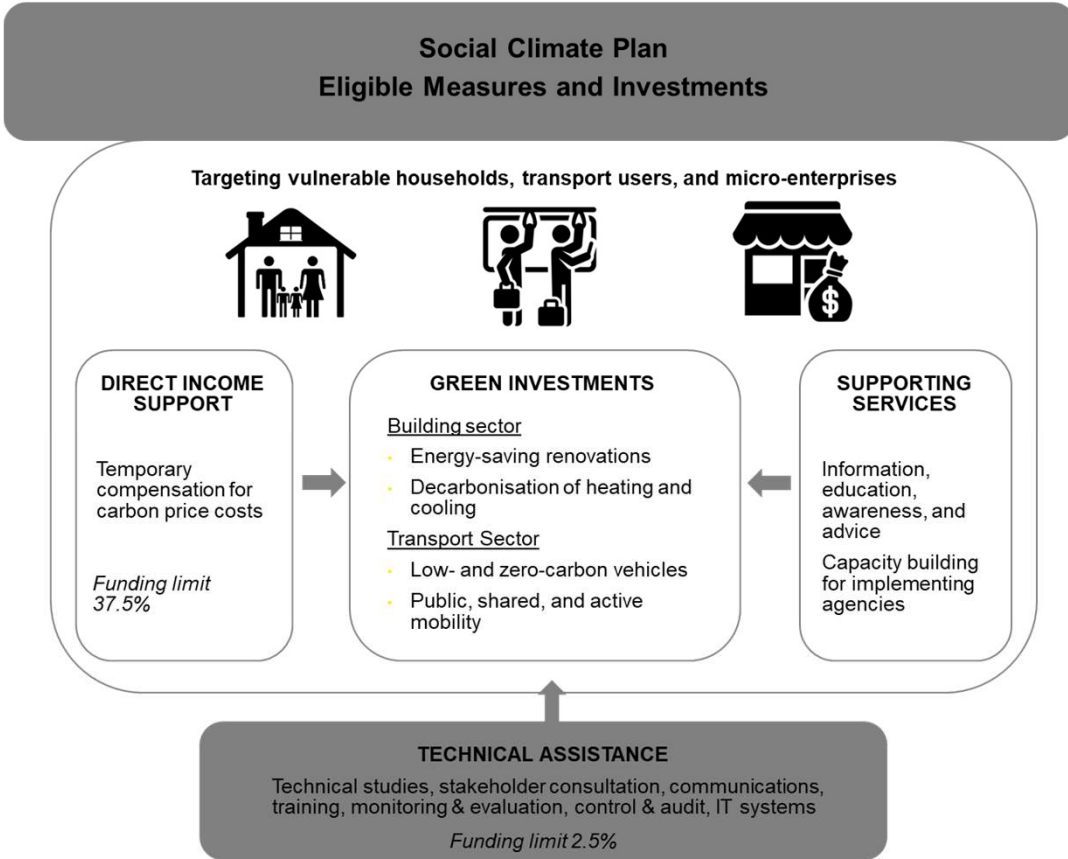 Social Climate Plan
Eligible Measures and Investments
Targeting vulnerable households, transport users, and micro-enterprises
$
DIRECT INCOME
SUPPORT
Temporary
compensation for
carbon price costs
Funding limit
37.5%
GREEN INVESTMENTS
Building sector
• Energy-saving renovations
• Decarbonisation of heating and
cooling
Transport Sector
• Low- and zero-carbon vehicles
• Public, shared, and active
mobility
SUPPORTING
SERVICES
Information,
education,
awareness, and
advice
Capacity building
for implementing
agencies
TECHNICAL ASSISTANCE
Technical studies, stakeholder consultation, communications,
training, monitoring & evaluation, control & audit, IT systems
Funding limit 2.5%